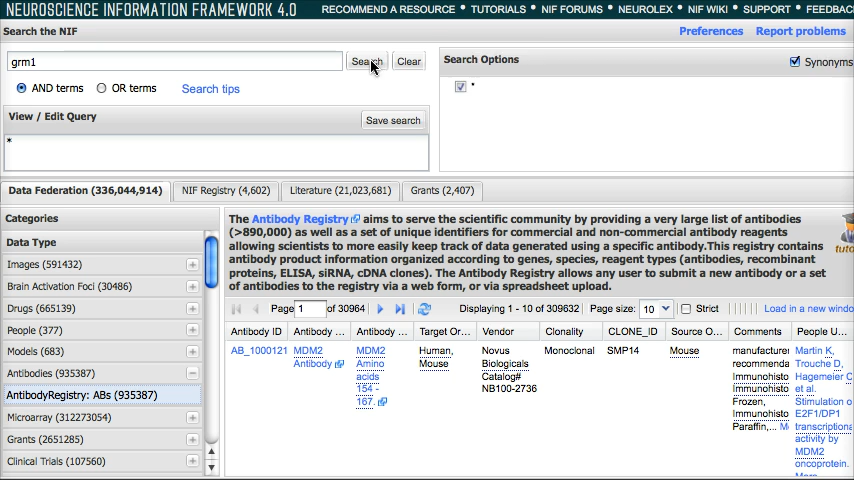 NEUROSCIENCE INFORMATION FRAMEWORK 4.0
RECOMMEND A RESOURCE • TUTORIALS • NIF FORUMS • NEUROLEX • NIF WIKI • SUPPORT • FEEDBAC
Search the NIF
Preferences Report problems
grm1
Search Clear
AND terms OR terms Search tips
View / Edit Query
Save search
*
Search Options
Synonyms
*
Data Federation (336,044,914) NIF Registry (4,602) Literature (21,023,681) Grants (2,407)
Categories
Data Type
Images (591432)
Brain Activation Foci (30486)
Drugs (665139)
People (377)
Models (683)
Antibodies (935387)
AntibodyRegistry: ABs (935387)
Microarray (312273054)
Grants (2651285)
Clinical Trials (107560)
The Antibody Registry aims to serve the scientific community by providing a very large list of antibodies
(>890,000) as well as a set of unique identifiers for commercial and non-commercial antibody reagents
allowing scientists to more easily keep track of data generated using a specific antibody.This registry contains
antibody product information organized according to genes, species, reagent types (antibodies, recombinant
proteins, ELISA, siRNA, cDNA clones). The Antibody Registry allows any user to submit a new antibody or a set
of antibodies to the registry via a web form, or via spreadsheet upload.
tuto
Page 1 of 30964 Displaying 1 - 10 of 309632 Page size: 10 Strict Load in a new windo
Antibody ID Antibody ... Antibody ... Target Or... Vendor Clonality CLONE_ID Source O... Comments People U...
AB_1000121
MDM2
Antibody
MDM2
Amino
acids
154 -
167.
Human,
Mouse
Novus
Biologicals
Catalog#
NB100-2736
Monoclonal
SMP14
Mouse
manufacturer
recommenda
Immunohisto
Immunohisto
Frozen,
Immunohisto
Paraffin,... M
Martin K,
Trouche D,
Hagemeier C
et al.
Stimulation o
E2F1/DP1
transcriptiona
activity by
MDM2
oncoprotein.